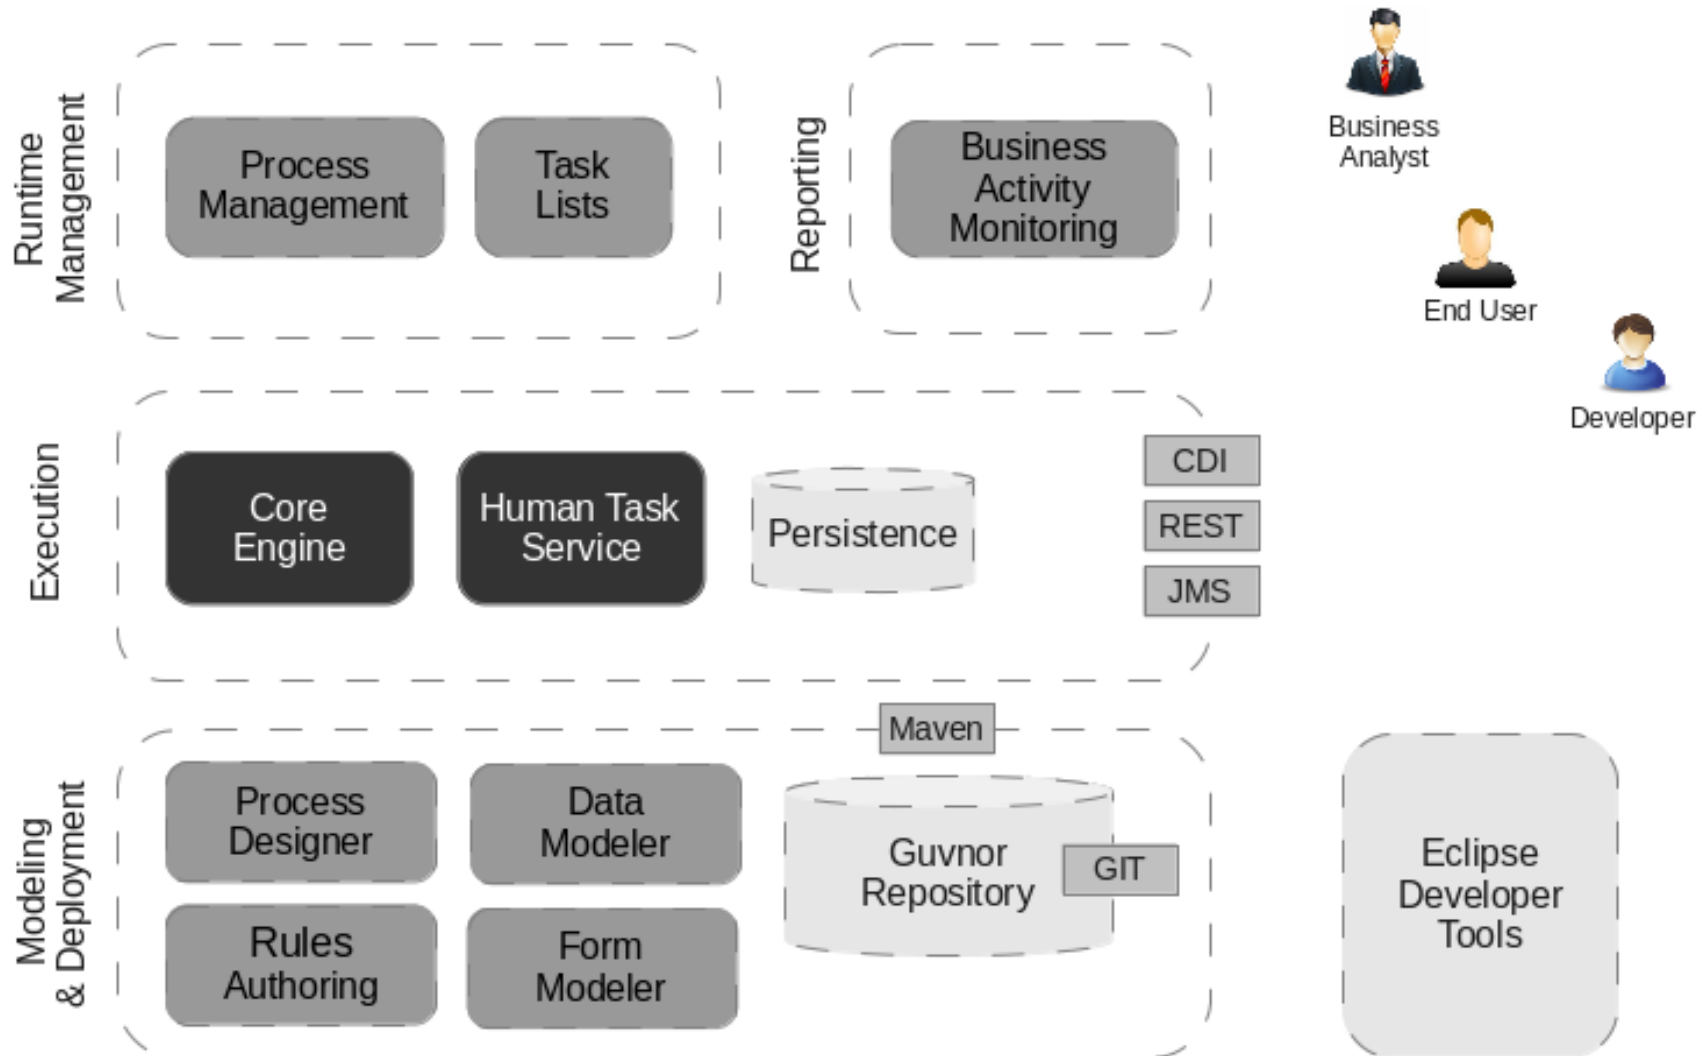 Runtime
Management
Process
Management
Task
Lists
Reporting
Business
Activity
Monitoring
Business
Analyst
End User
Developer
Execution
Core
Engine
Human Task
Service
Persistence
CDI
REST
JMS
Modeling
& Deployment
Process
Designer
Data
Modeler
Rules
Authoring
Form
Modeler
Maven
Guvnor
Repository
GIT
Eclipse
Developer
Tools